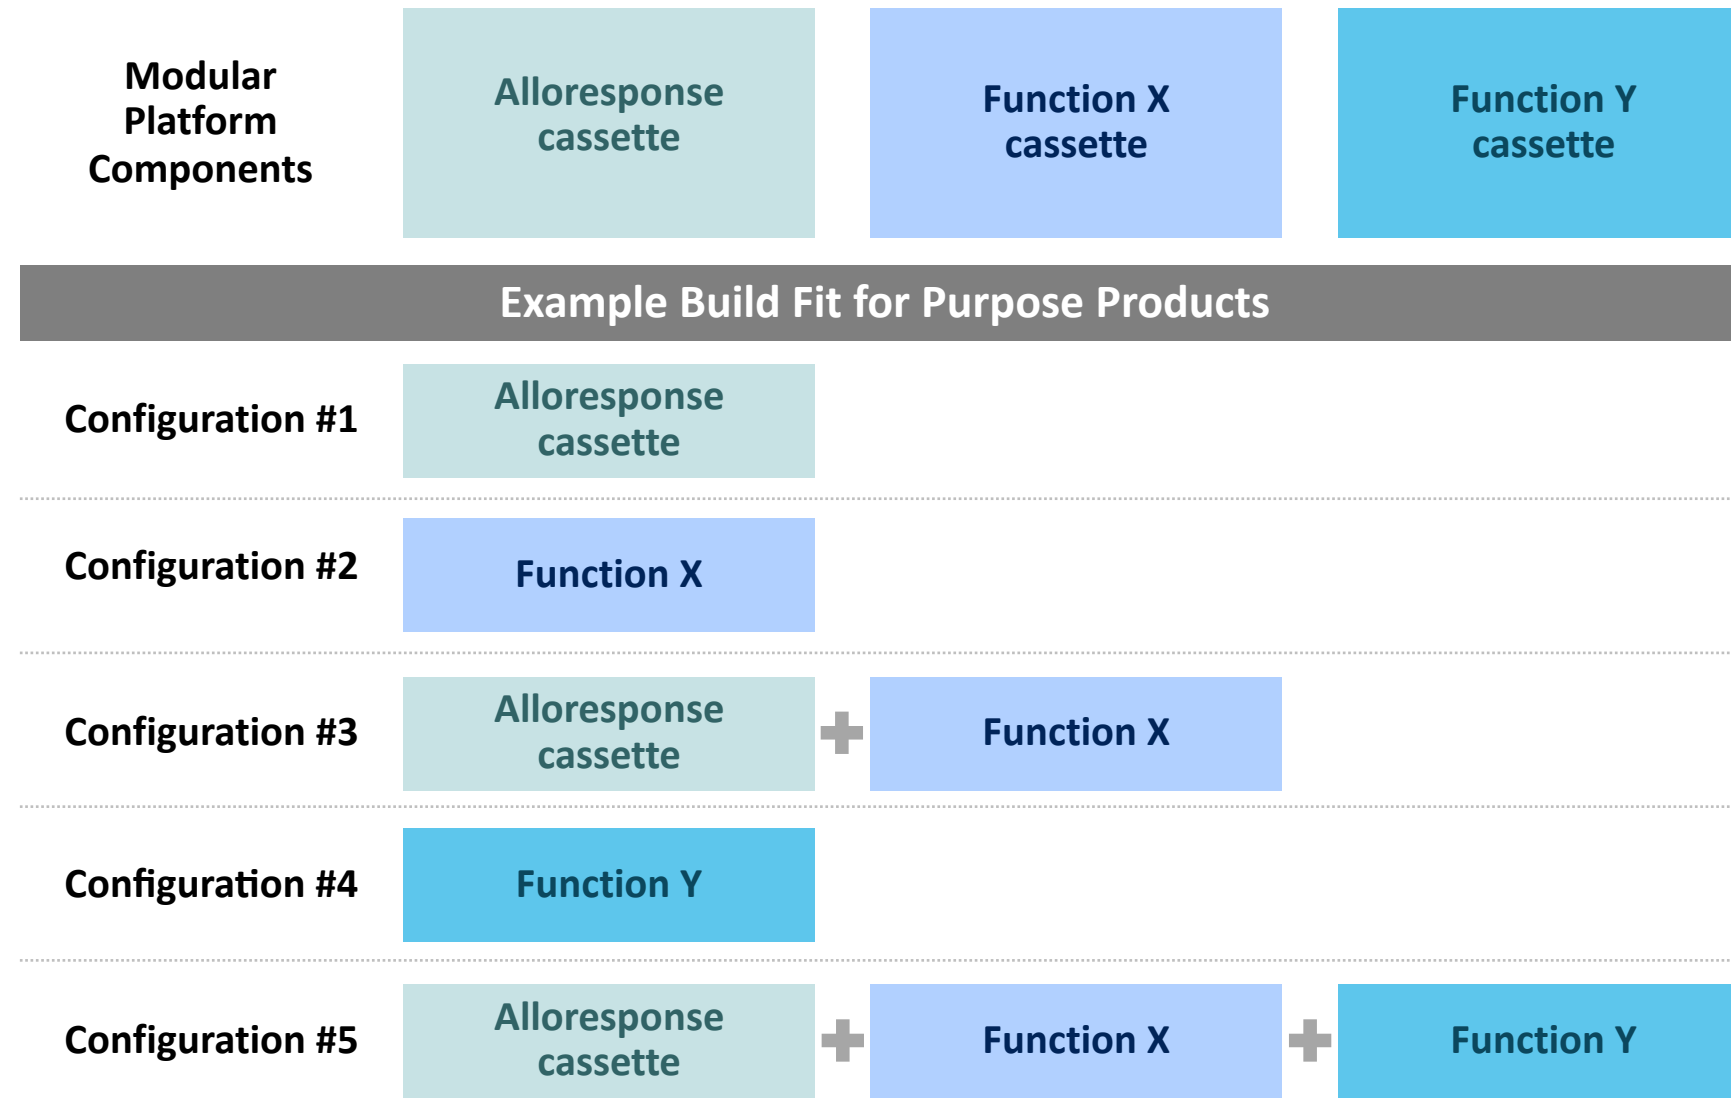 Modular
Platform
Components
Alloresponse
cassette
Function X
cassette
Function Y
cassette
Example Build Fit for Purpose Products
Configuration #1
Alloresponse
cassette
Configuration #2
Function X
Configuration #3
Alloresponse
cassette
Function X
Configuration #4
Function Y
Configuration #5
Alloresponse
cassette
Function X
Function Y